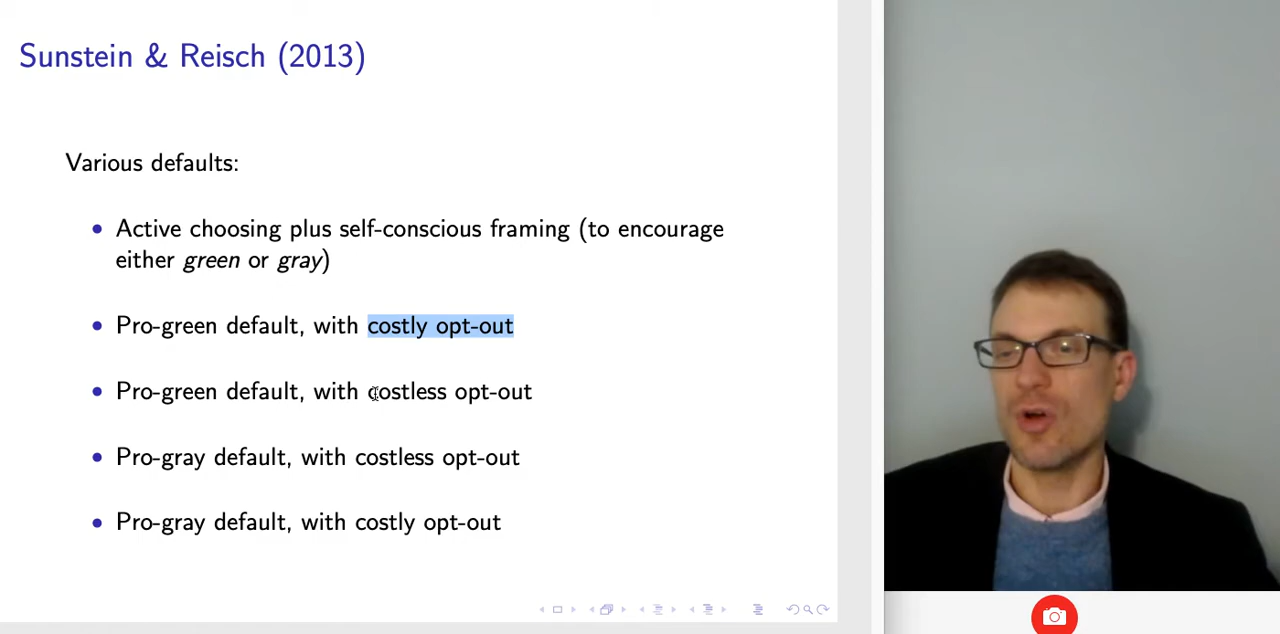 Sunstein & Reisch (2013)
Various defaults:
• Active choosing plus self-conscious framing (to encourage
either green or gray)
• Pro-green default, with costly opt-out
• Pro-green default, with costless opt-out
• Pro-gray default, with costless opt-out
• Pro-gray default, with costly opt-out